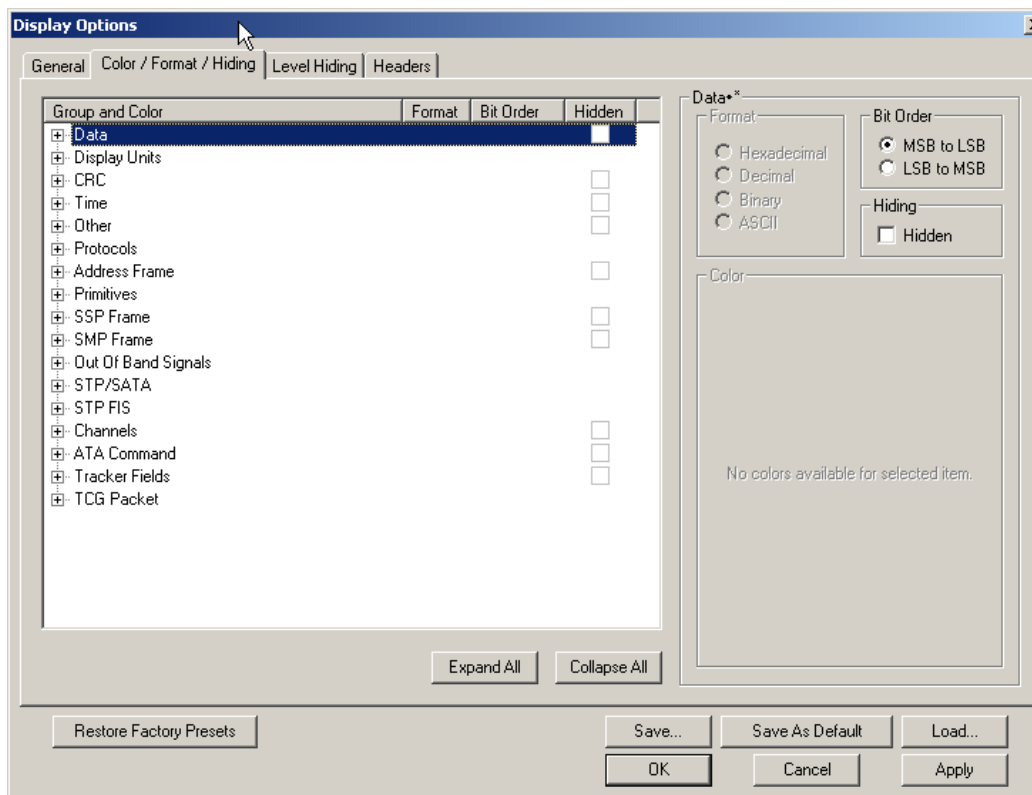 Display Options
General Color / Format / Hiding Level Hiding Headers
Group and Color Format Bit Order Hidden
Data
Display Units
CRC
Time
Other
Protocols
Address Frame
Primitives
SSP Frame
SMP Frame
Out Of Band Signals
STP/SATA
STP FIS
Channels
ATA Command
Tracker Fields
TCG Packet
Expand All Collapse All
Data•"
Format
Hexadecimal
Decimal
Binary
ASCII
Bit Order
MSB to LSB
LSB to MSB
Hiding
Hidden
Color
No colors available for selected item.
Restore Factory Presets Save... Save As Default Load...
OK Cancel Apply